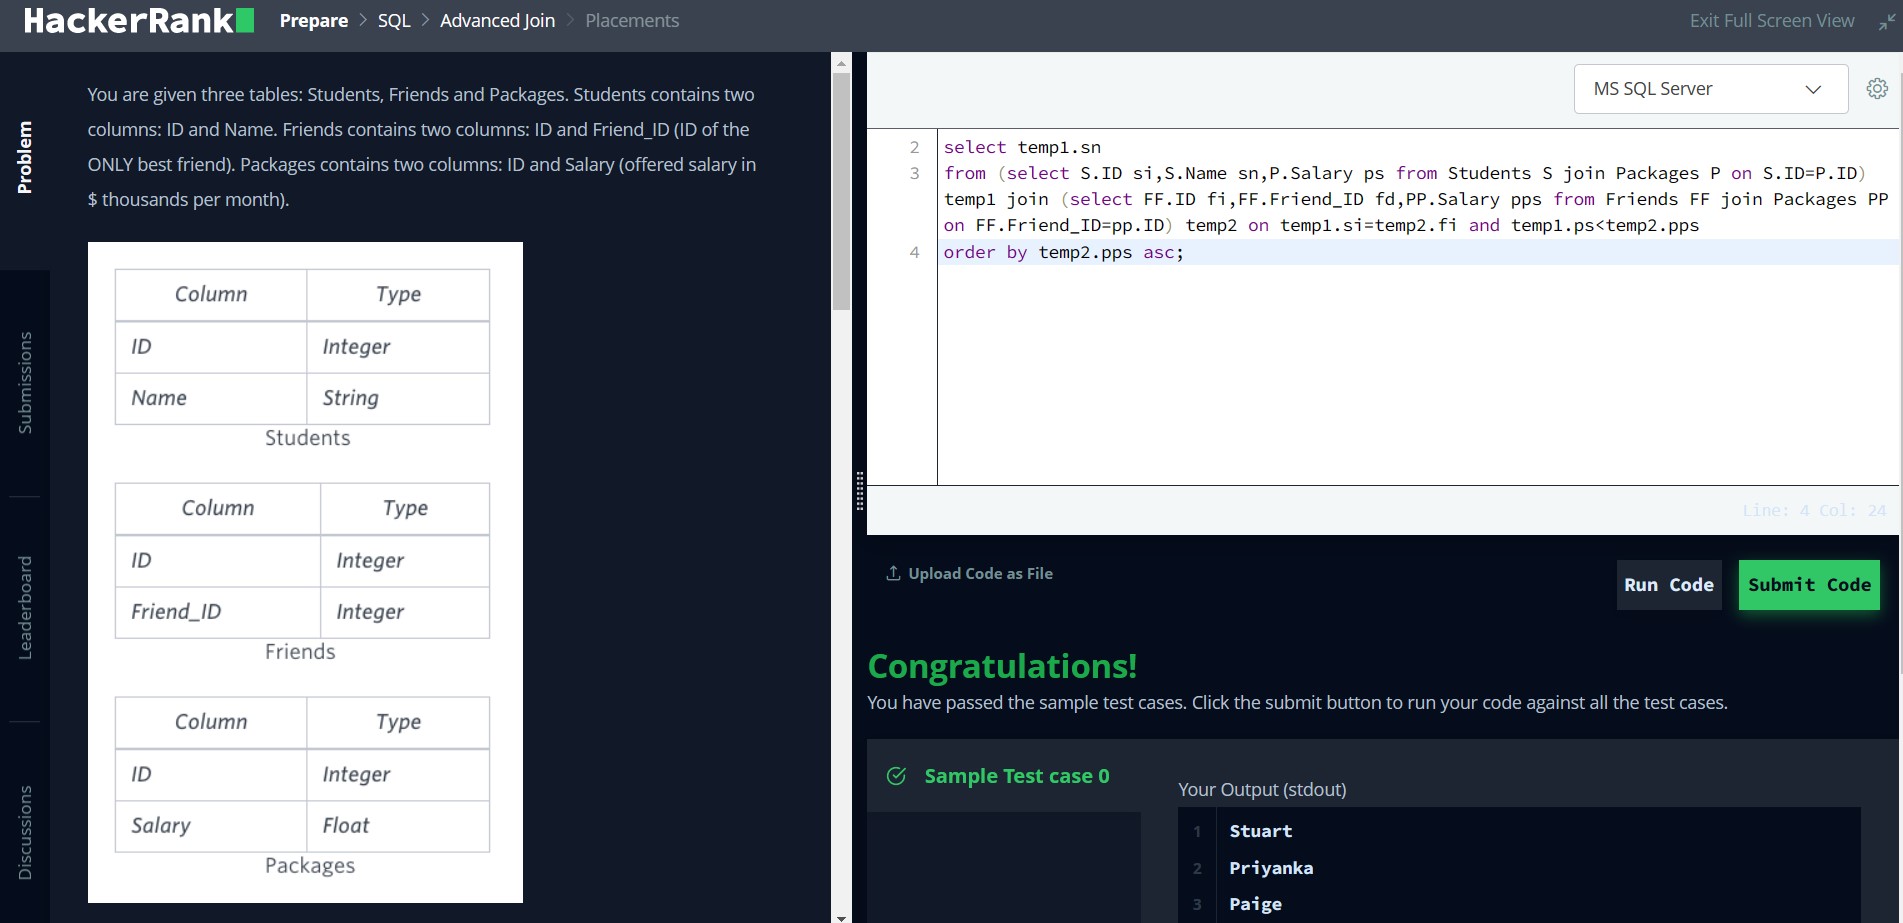 HackerRank
Prepare > SQL > Advanced Join > Placements
Exit Full Screen View
Problem
Submissions
Leaderboard
Discussions
You are given three tables: Students, Friends and Packages. Students contains two
columns: ID and Name. Friends contains two columns: ID and Friend_ID (ID of the
ONLY best friend). Packages contains two columns: ID and Salary (offered salary in
$ thousands per month).
Column Type
ID Integer
Name String
Students
Column Type
ID Integer
Friend_ID Integer
Friends
Column Type
ID Integer
Salary Float
Packages
MS SQL Server
2 select temp1.sn
3 from (select S.ID si,S.Name sn,P.Salary ps from Students S join Packages P on S.ID=P.ID)
temp1 join (select FF.ID fi,FF.Friend_ID fd,PP.Salary pps from Friends FF join Packages PP
on FF.Friend_ID=pp.ID) temp2 on temp1.si=temp2.fi and temp1.ps<temp2.pps
4 order by temp2.pps asc;
Line: 4 Col: 24
Upload Code as File
Run Code
Submit Code
Congratulations!
You have passed the sample test cases. Click the submit button to run your code against all the test cases.
Sample Test case 0
Your Output (stdout)
1 Stuart
2 Priyanka
3 Paige